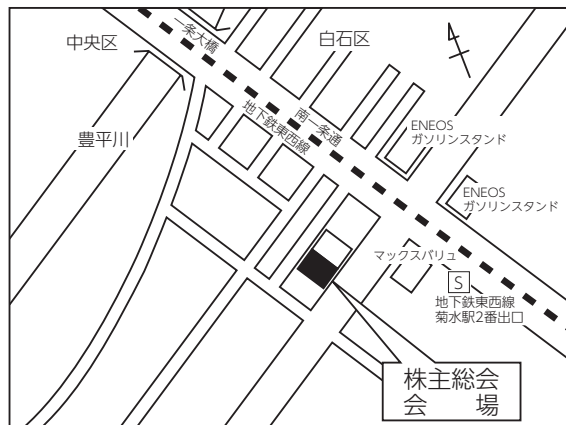 中央区
一条大橋
白石区
豊平川
地下鉄東西線
南一条通
ENEOS
ガソリンスタンド
ENEOS
ガソリンスタンド
マックスバリュ
S
地下鉄東西線
菊水駅2番出口
株主総会
会　場